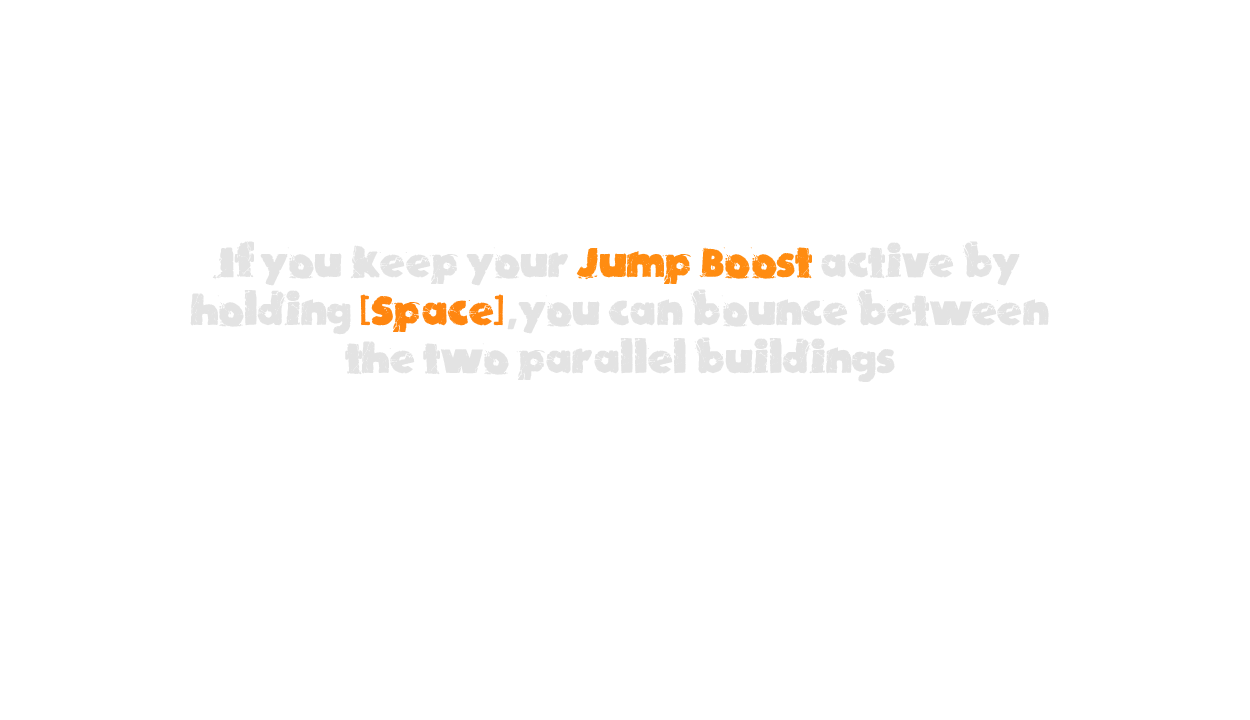 If you keep your Jump Boost active by
holding [Space],you can bounce between
the two parallel buildings